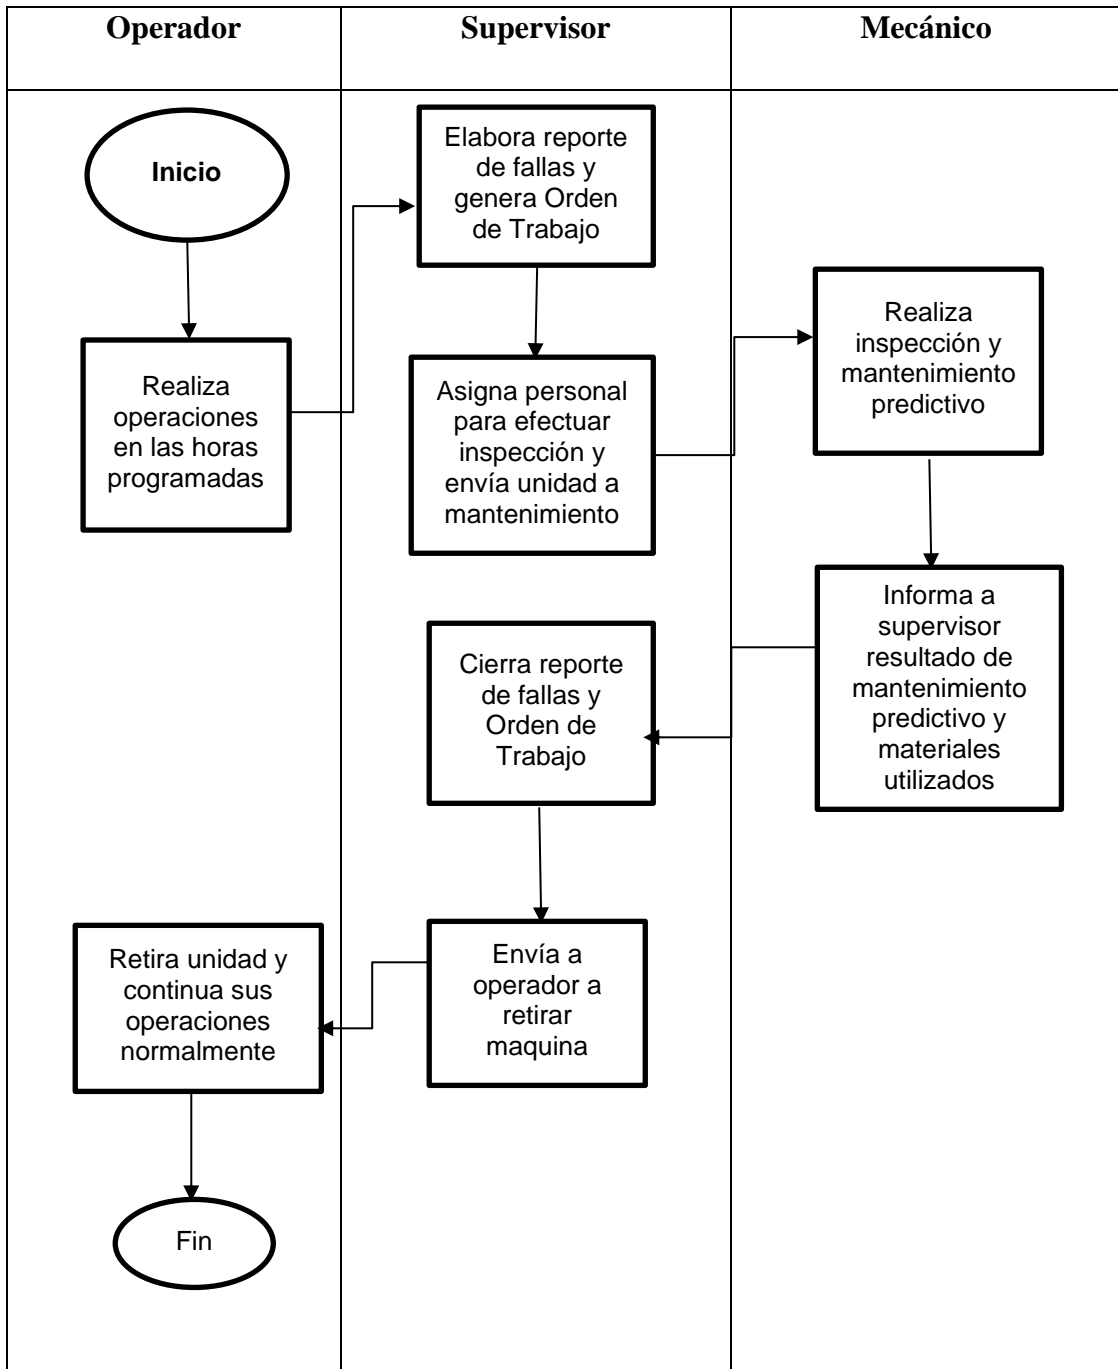 Operador
Supervisor
Mecánico
Inicio
Realiza
operaciones
en las horas
programadas
Elabora reporte
de fallas y
genera Orden
de Trabajo
Asigna personal
para efectuar
inspección y
envía unidad a
mantenimiento
Realiza
inspección y
mantenimiento
predictivo
Informa a
supervisor
resultado de
mantenimiento
predictivo y
materiales
utilizados
Cierra reporte
de fallas y
Orden de
Trabajo
Envía a
operador a
retirar
maquina
Retira unidad y
continua sus
operaciones
normalmente
Fin